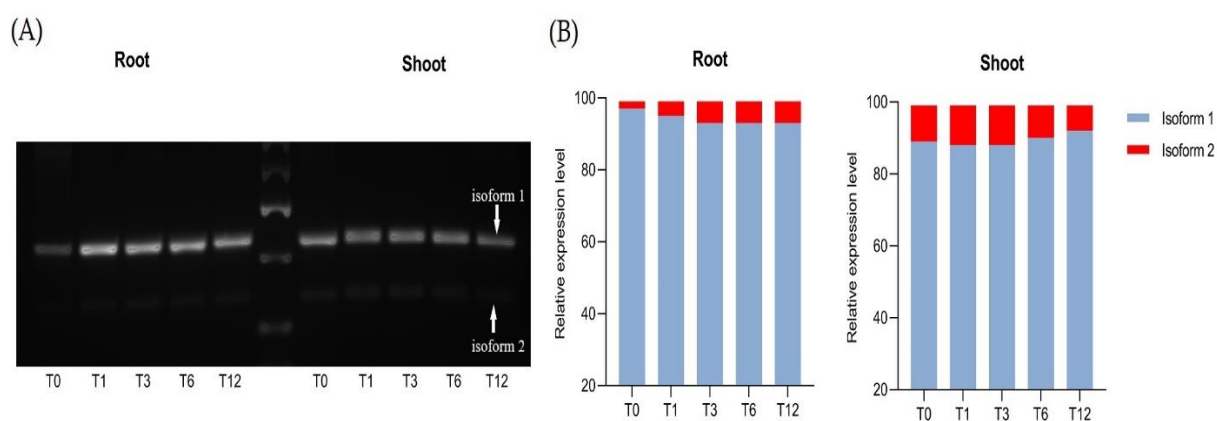 (A)
Root
Shoot
isoform 1
isoform 2
T0 T1 T3 T6 T12 T0 T1 T3 T6 T12
(B)
Root
Relative expression level
100
80
60
40
20
T0 T1 T3 T6 T12
Shoot
Relative expression level
100
80
60
40
20
T0 T1 T3 T6 T12
Isoform 1
Isoform 2